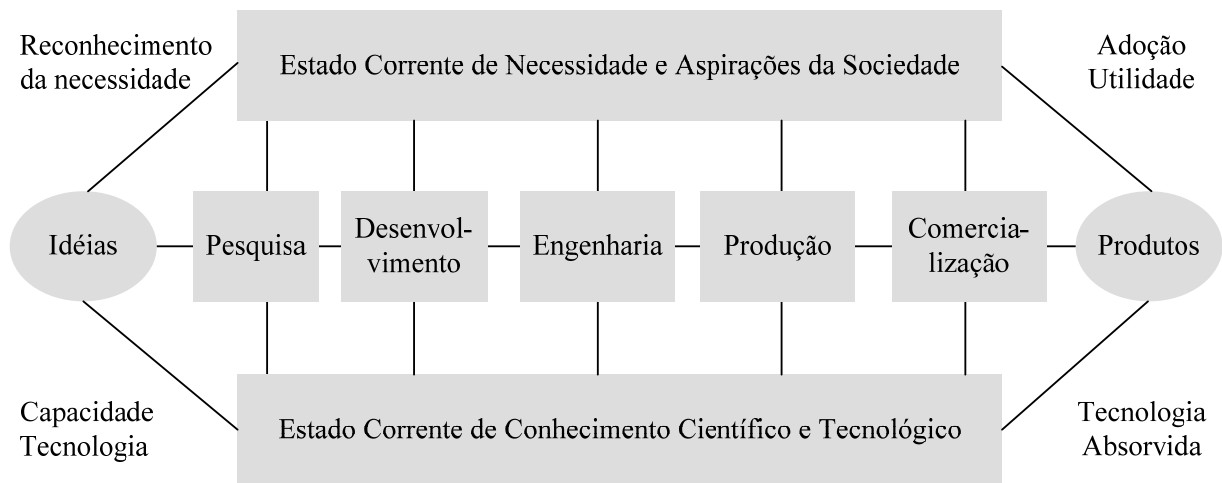 Reconhecimento
da necessidade
Estado Corrente de Necessidade e Aspirações da Sociedade
Adoção
Utilidade
Idéias
Pesquisa
Desenvol-
vimento
Engenharia
Produção
Comercia-
lização
Produtos
Capacidade
Tecnologia
Estado Corrente de Conhecimento Científico e Tecnológico
Tecnologia
Absorvida